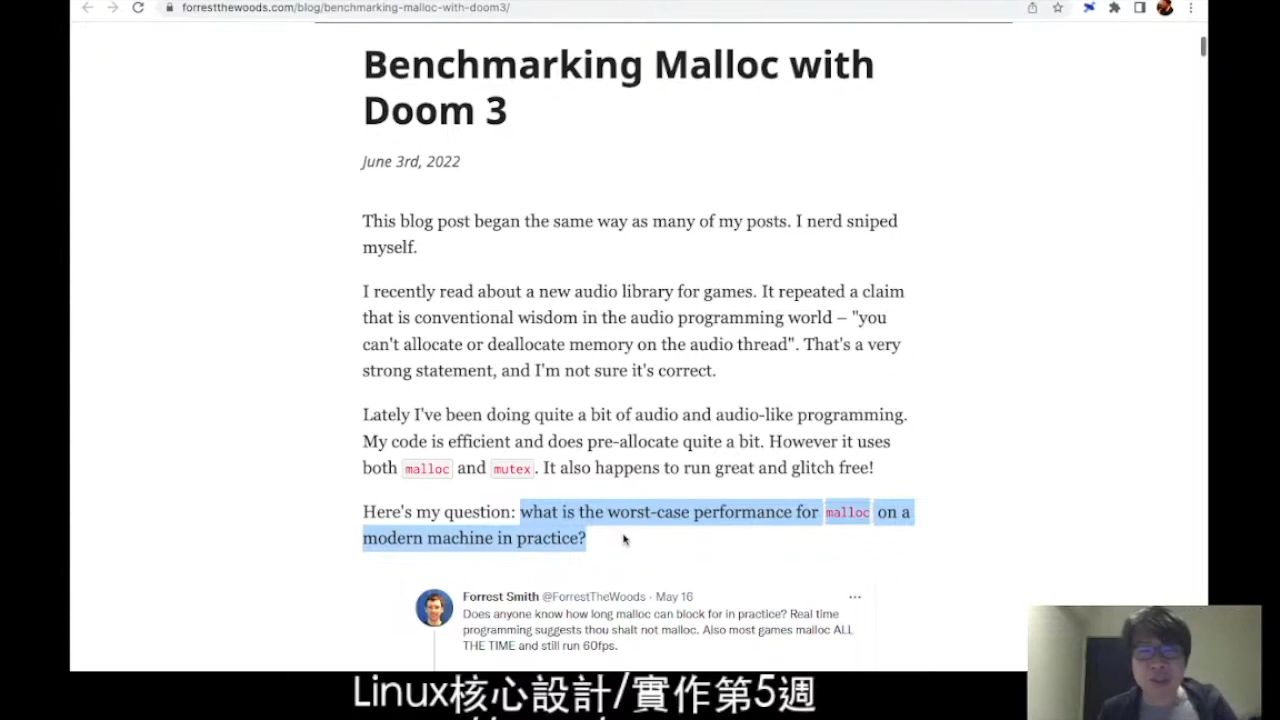 forrestthewoods.com/blog/benchmarking-malloc-with-doom3/
Benchmarking Malloc with
Doom 3
June 3rd, 2022
This blog post began the same way as many of my posts. I nerd sniped
myself.
I recently read about a new audio library for games. It repeated a claim
that is conventional wisdom in the audio programming world – "you
can't allocate or deallocate memory on the audio thread". That's a very
strong statement, and I'm not sure it's correct.
Lately I've been doing quite a bit of audio and audio-like programming.
My code is efficient and does pre-allocate quite a bit. However it uses
both malloc and mutex. It also happens to run great and glitch free!
Here's my question: what is the worst-case performance for malloc on a
modern machine in practice?
Forrest Smith @ForrestTheWoods · May 16
Does anyone know how long malloc can block for in practice? Real time
programming suggests thou shalt not malloc. Also most games malloc ALL
THE TIME and still run 60fps.
Linux核心設計/實作第5週